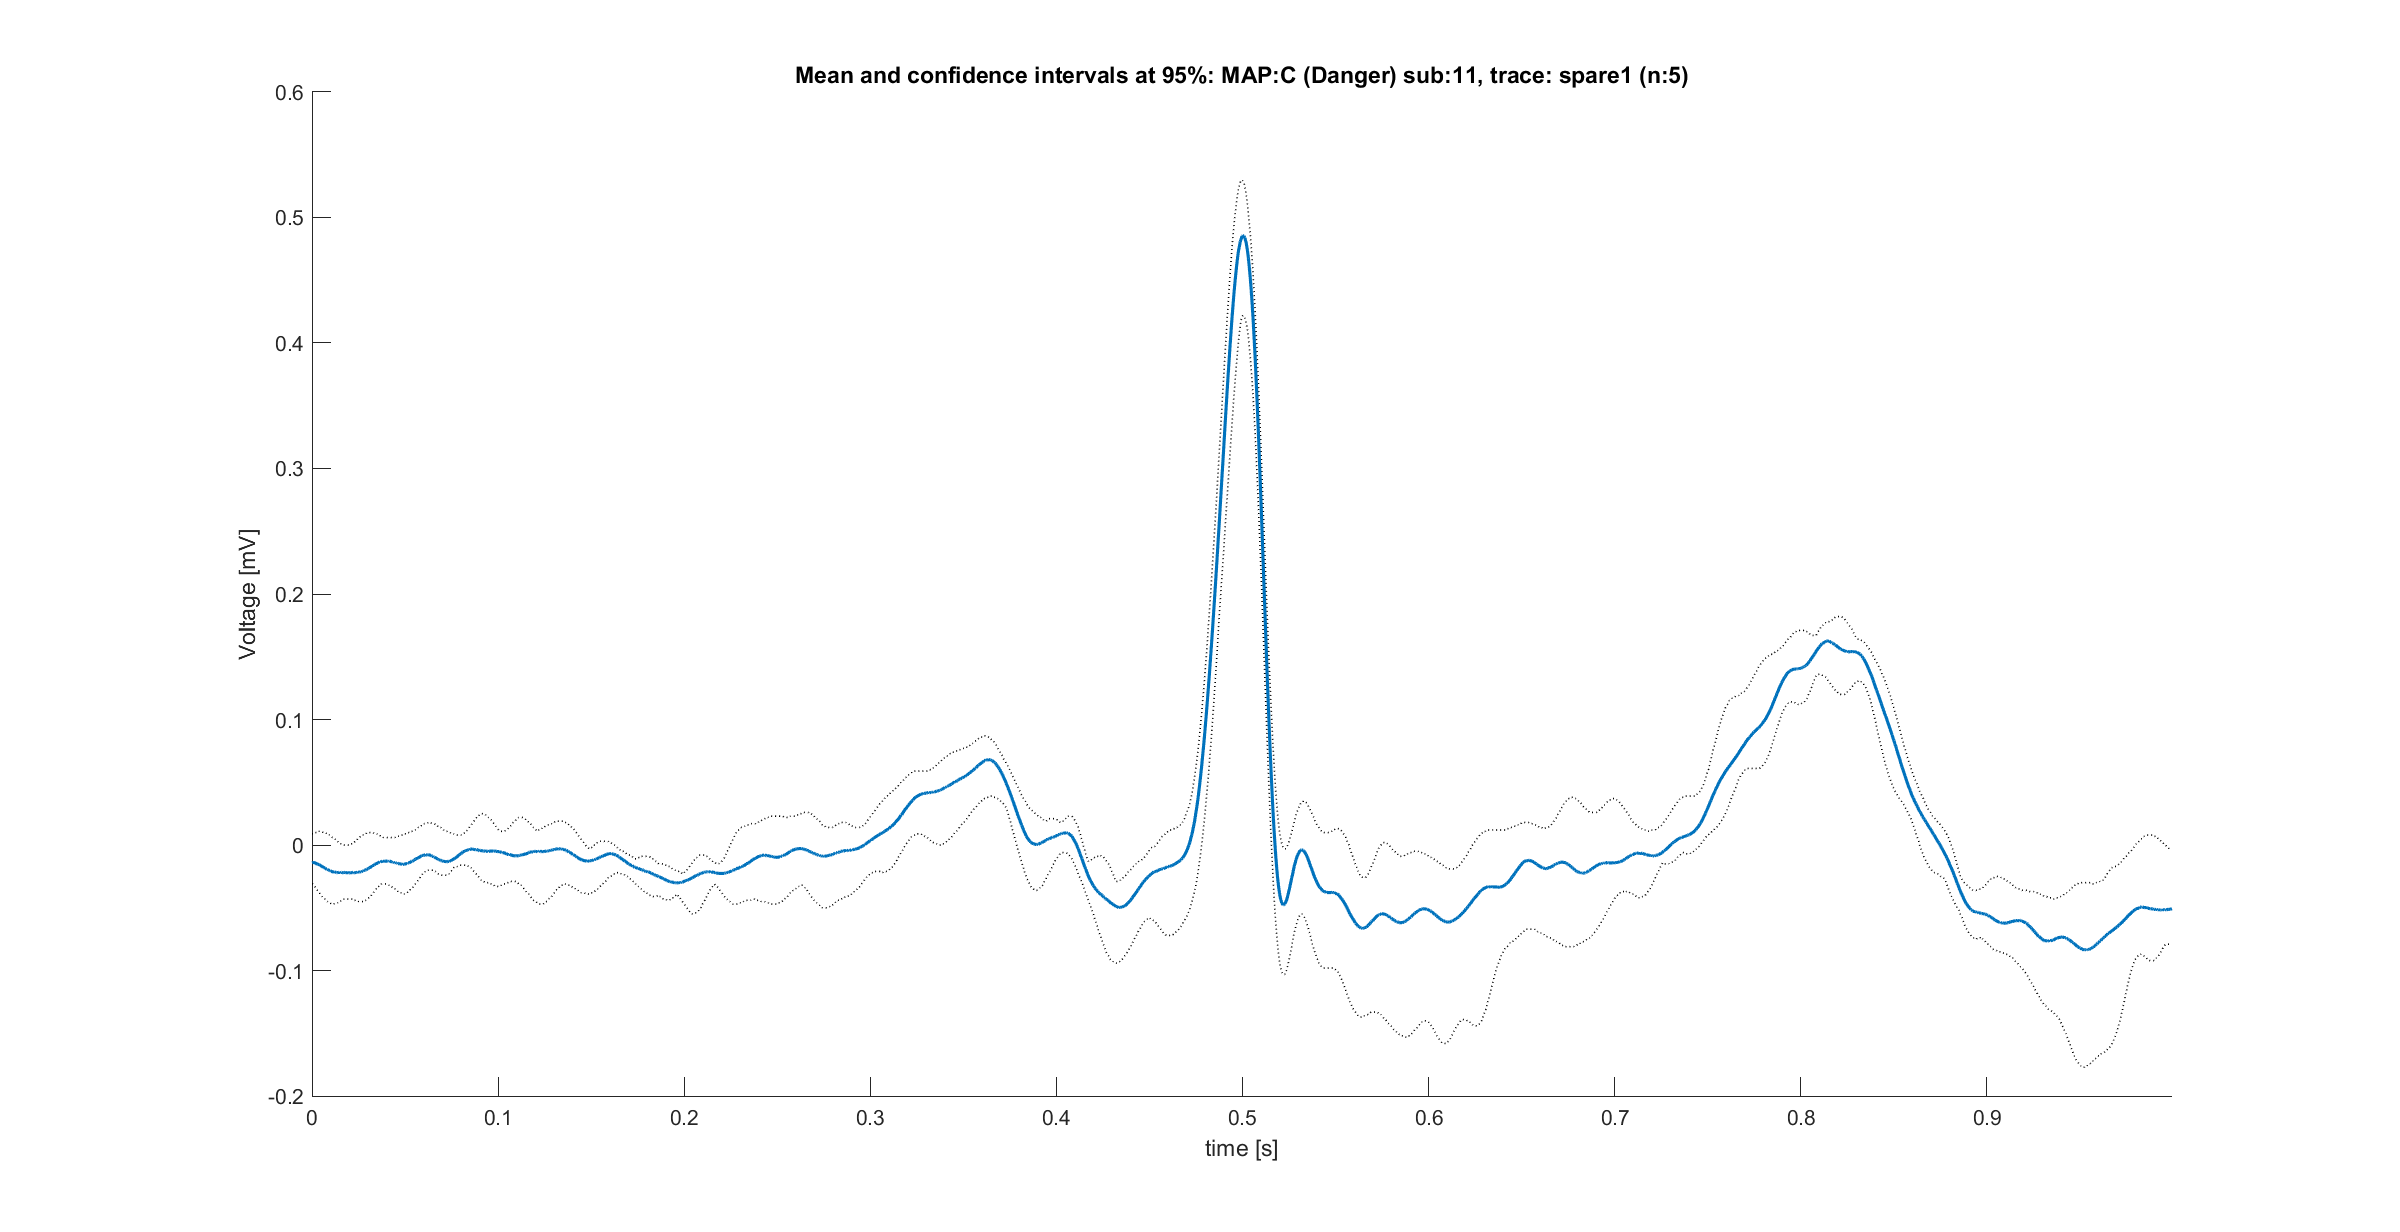 Mean and confidence intervals at 95%: MAP:C (Danger) sub:11, trace: spare1 (n:5)
0.6
0.5
0.4
0.3
0.2
0.1
0
-0.1
-0.2
Voltage [mV]
0 0.1 0.2 0.3 0.4 0.5 0.6 0.7 0.8 0.9
time [s]